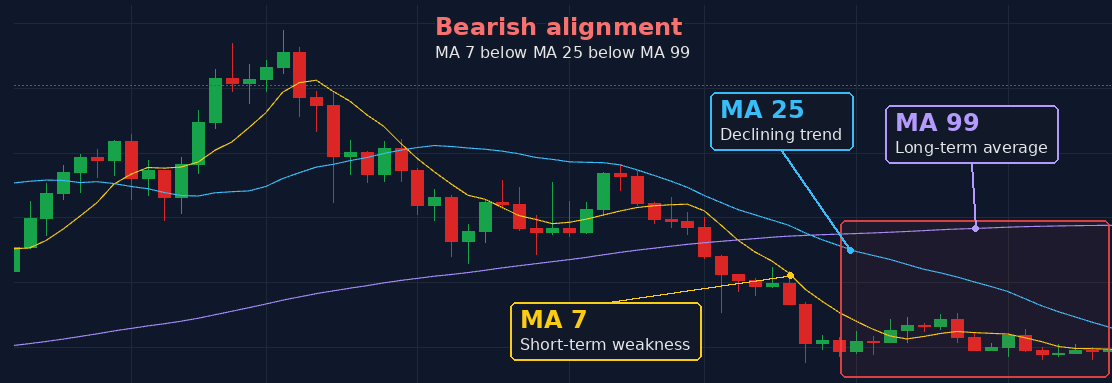 Bearish alignment
MA 7 below MA 25 below MA 99
MA 25
Declining trend
MA 99
Long-term average
MA 7
Short-term weakness